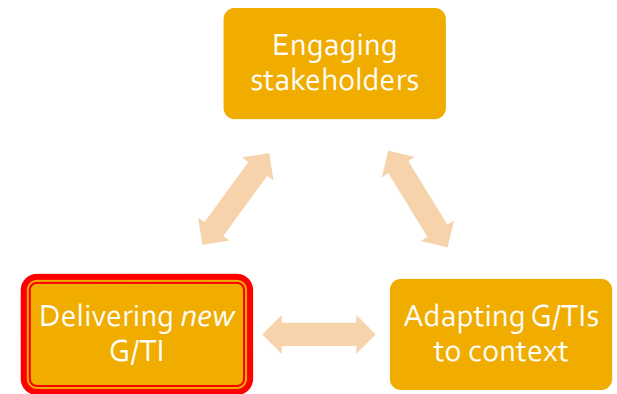 Engaging
stakeholders
Delivering new
G/TI
Adapting G/TIs
to context